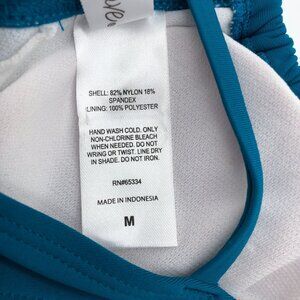 SHELL: 82% NYLON 18%
SPANDEX
LINING: 100% POLYESTER
HAND WASH COLD. ONLY
NON-CHLORINE BLEACH
WHEN NEEDED. DO NOT
WRING OR TWIST. LINE DRY
IN SHADE. DO NOT IRON.
RN#65334
MADE IN INDONESIA
M